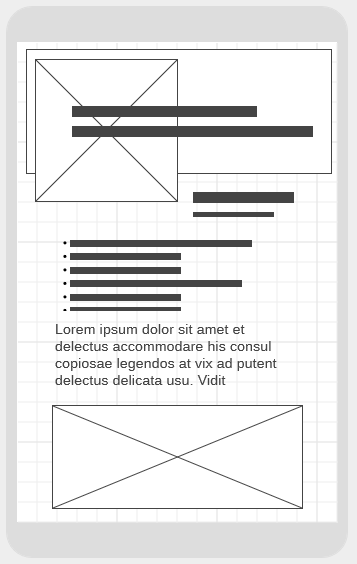 Lorem ipsum dolor sit amet et
delectus accommodare his consul
copiosae legendos at vix ad putent
delectus delicata usu. Vidit